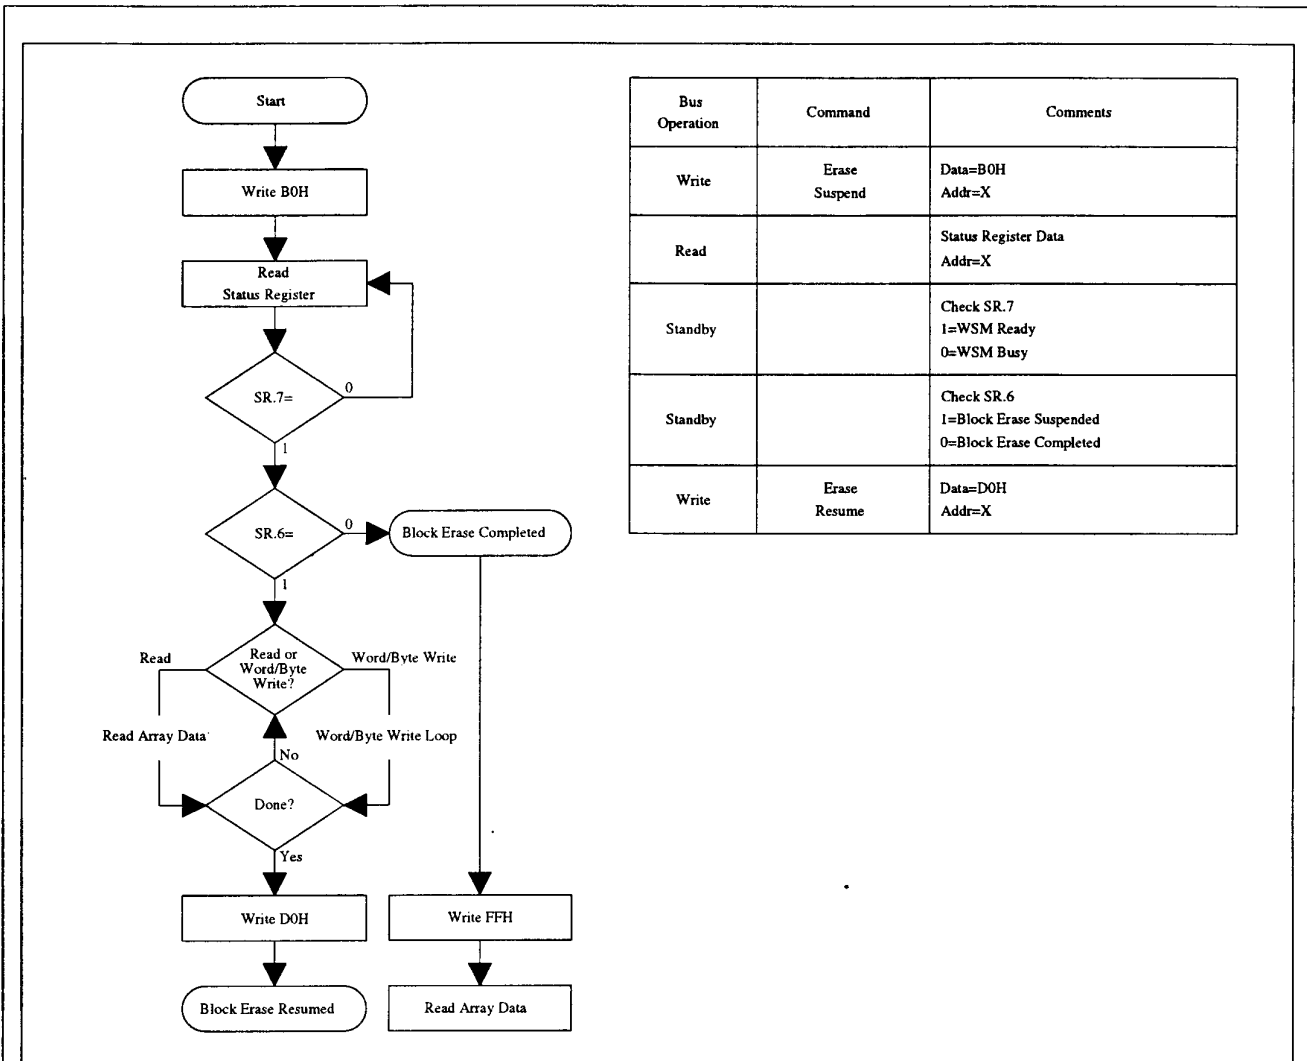 Start
Write B0H
Read
Status Register
SR.7=
0
1
SR.6=
0
Block Erase Completed
1
Read or
Word/Byte
Write?
Read
Word/Byte Write
Read Array Data
Word/Byte Write Loop
No
Done?
Yes
Write D0H
Write FFH
Block Erase Resumed
Read Array Data
Bus
Operation
Command
Comments
Write
Erase
Suspend
Data=B0H
Addr=X
Read
Status Register Data
Addr=X
Standby
Check SR.7
1=WSM Ready
0=WSM Busy
Standby
Check SR.6
1=Block Erase Suspended
0=Block Erase Completed
Write
Erase
Resume
Data=D0H
Addr=X